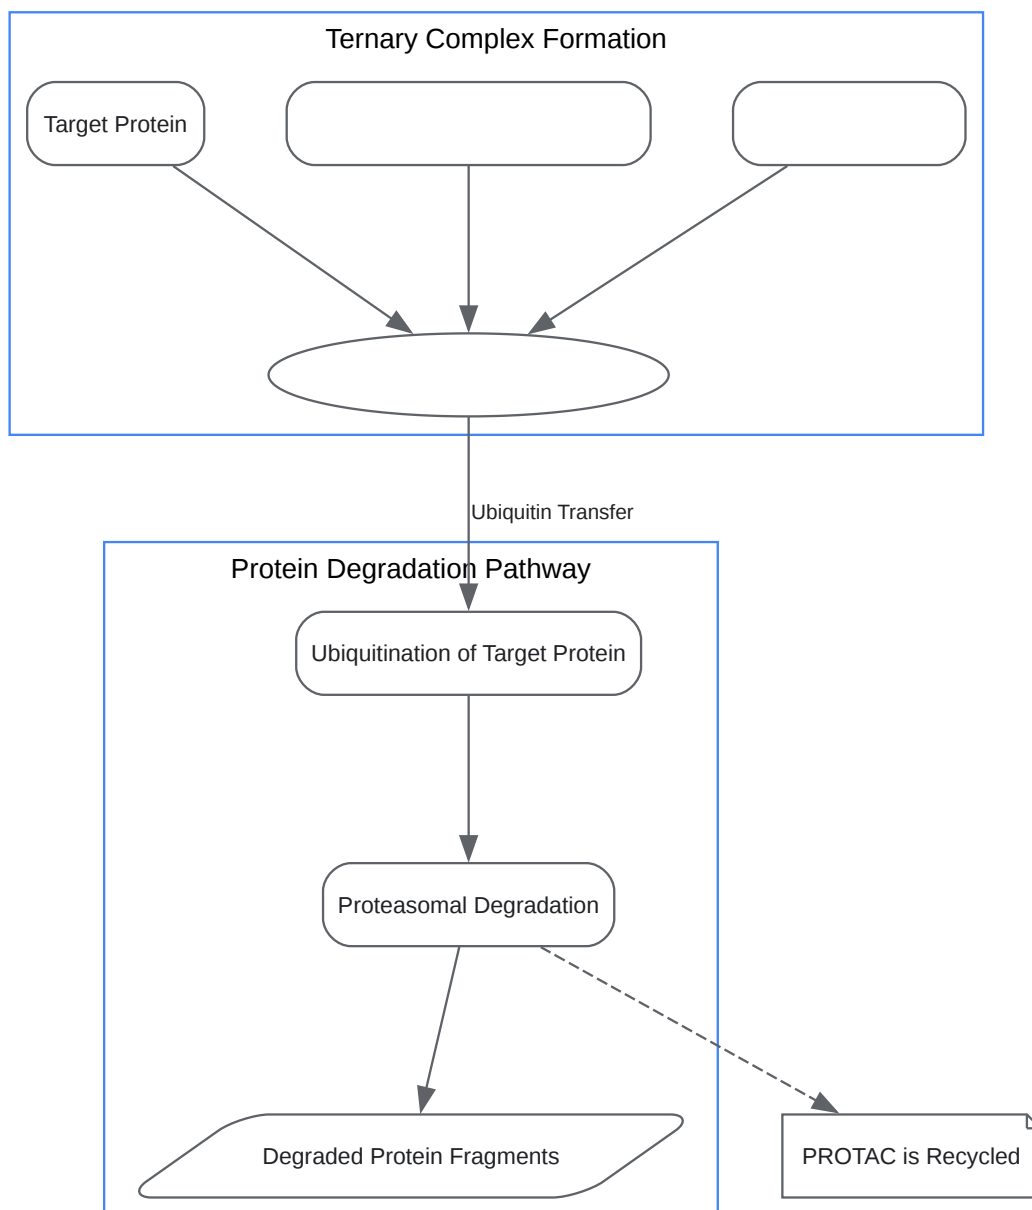 Ternary Complex Formation
Target Protein
Ubiquitin Transfer
Protein Degradation Pathway
Ubiquitination of Target Protein
Proteasomal Degradation
Degraded Protein Fragments
PROTAC is Recycled